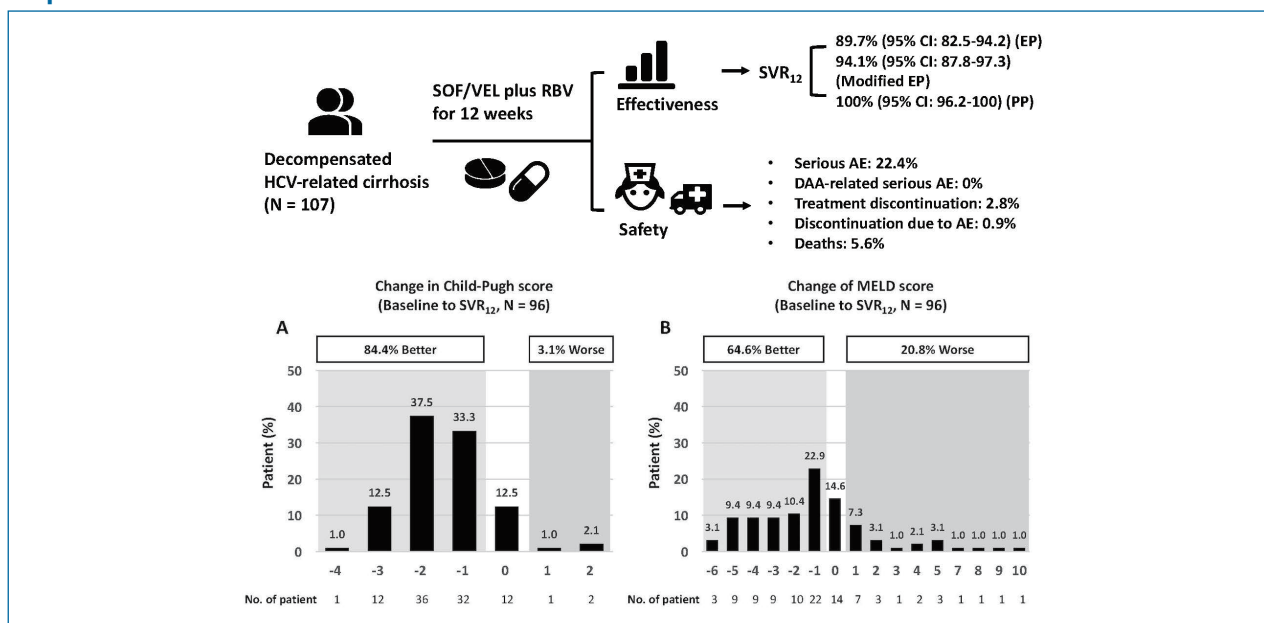 Decompensated
HCV-related cirrhosis
(N = 107)
SOF/VEL plus RBV
for 12 weeks
Effectiveness
SVR12
89.7% (95% CI: 82.5-94.2) (EP)
94.1% (95% CI: 87.8-97.3)
(Modified EP)
100% (95% CI: 96.2-100) (PP)
Safety
• Serious AE: 22.4%
• DAA-related serious AE: 0%
• Treatment discontinuation: 2.8%
• Discontinuation due to AE: 0.9%
• Deaths: 5.6%
Change in Child-Pugh score
(Baseline to SVR12, N = 96)
A
84.4% Better
3.1% Worse
Patient (%)
50
40
30
20
10
0
1.0
12.5
37.5
33.3
12.5
1.0
2.1
-4 -3 -2 -1 0 1 2
No. of patient 1 12 36 32 12 1 2
Change of MELD score
(Baseline to SVR12, N = 96)
B
64.6% Better
20.8% Worse
Patient (%)
50
40
30
20
10
0
3.1
9.4
9.4
9.4
10.4
22.9
14.6
7.3
3.1
1.0
2.1
3.1
1.0
1.0
1.0
1.0
-6 -5 -4 -3 -2 -1 0 1 2 3 4 5 7 8 9 10
No. of patient 3 9 9 9 10 22 14 7 3 1 2 3 1 1 1 1